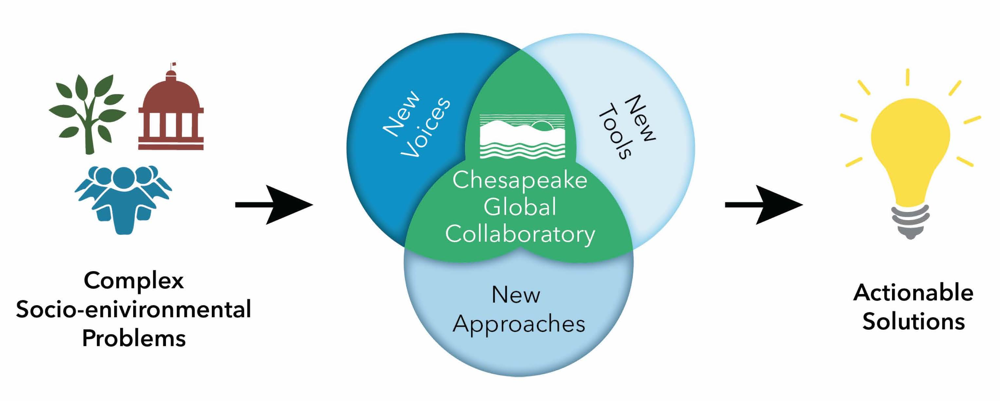 Complex
Socio-enivironmental
Problems
New
Voices
New
Tools
Chesapeake
Global
Collaboratory
New
Approaches
Actionable
Solutions